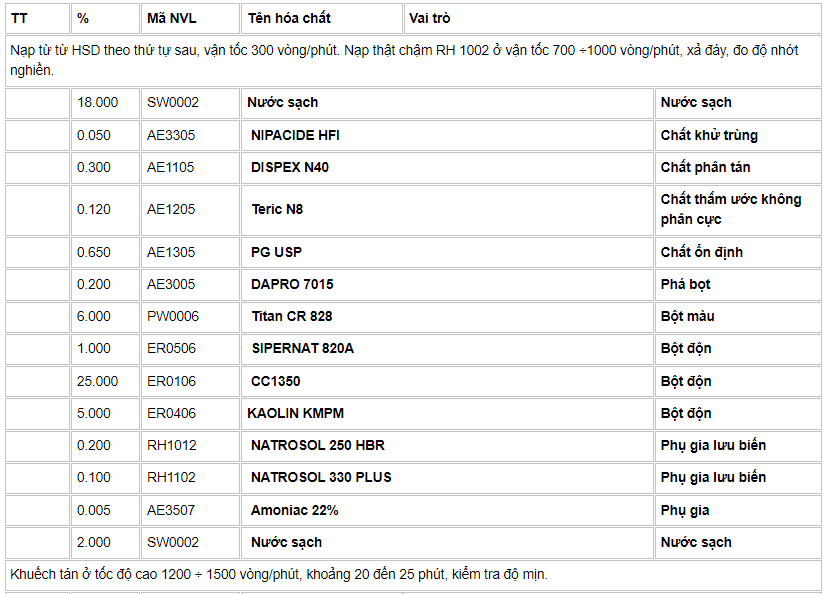 TT % Mã NVL Tên hóa chất Vai trò
Nạp từ từ HSD theo thứ tự sau, vận tốc 300 vòng/phút. Nạp thật chậm RH 1002 ở vận tốc 700 ÷1000 vòng/phút, xả đáy, đo độ nhớt
nghiền.
18.000 SW0002 Nước sạch Nước sạch
0.050 AE3305 NIPACIDE HFI Chất khử trùng
0.300 AE1105 DISPEX N40 Chất phân tán
0.120 AE1205 Teric N8 Chất thấm ước không
phân cực
0.650 AE1305 PG USP Chất ổn định
0.200 AE3005 DAPRO 7015 Phá bọt
6.000 PW0006 Titan CR 828 Bột màu
1.000 ER0506 SIPERNAT 820A Bột độn
25.000 ER0106 CC1350 Bột độn
5.000 ER0406 KAOLIN KMPM Bột độn
0.200 RH1012 NATROSOL 250 HBR Phụ gia lưu biến
0.100 RH1102 NATROSOL 330 PLUS Phụ gia lưu biến
0.005 AE3507 Amoniac 22% Phụ gia
2.000 SW0002 Nước sạch Nước sạch
Khuếch tán ở tốc độ cao 1200 ÷ 1500 vòng/phút, khoảng 20 đến 25 phút, kiểm tra độ mịn.